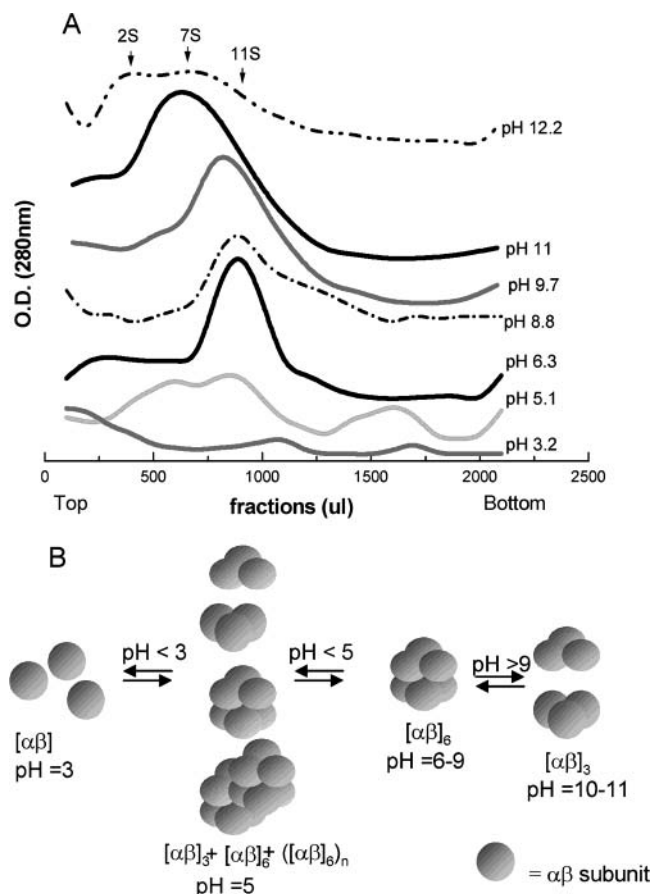 A
2S 7S 11S
pH 12.2
pH 11
pH 9.7
pH 8.8
pH 6.3
pH 5.1
pH 3.2
O.D. (280nm)
0 500 750 1000 1500 2000 2500
Top fractions (ul) Bottom
B
pH < 3 pH < 5 pH >9
[αβ]
pH =3
[αβ]3+ [αβ]6+ ([αβ]6)n
pH =5
[αβ]6
pH =6-9
[αβ]3
pH =10-11
= αβ subunit